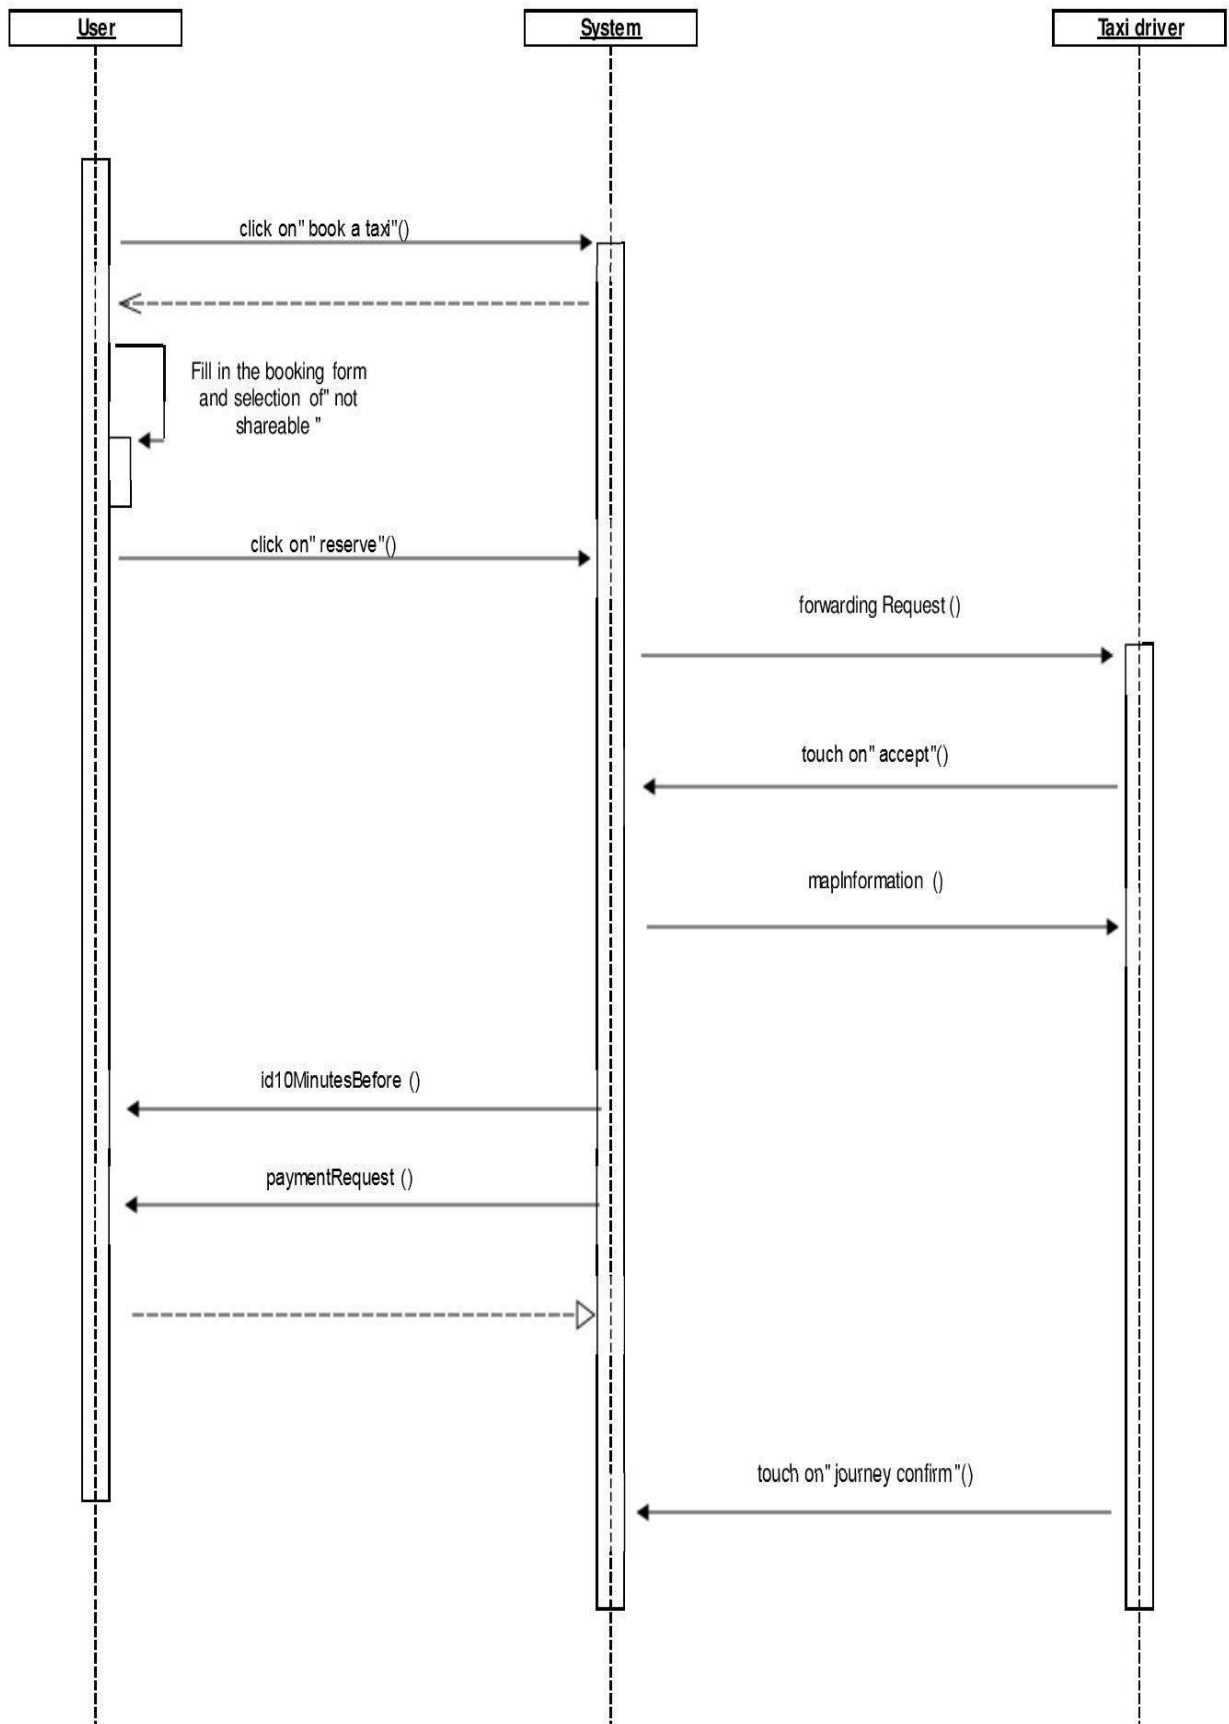 User
System
Taxi driver
click on" book a taxi"()
Fill in the booking form
and selection of" not
shareable "
click on" reserve"()
forwarding Request ()
touch on" accept"()
mapInformation ()
id10MinutesBefore ()
paymentRequest ()
touch on" journey confirm"()